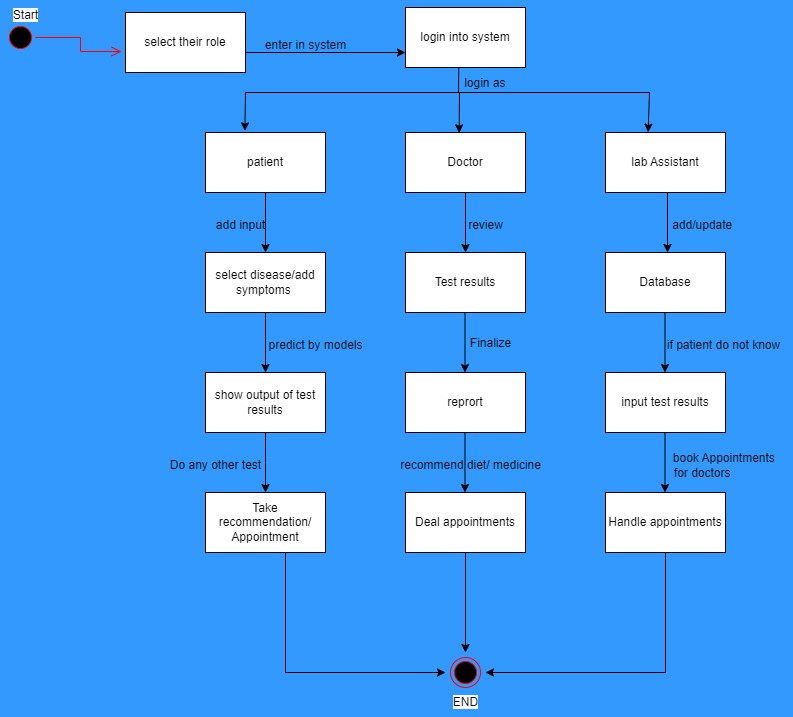 Start
select their role
enter in system
login into system
login as
patient
Doctor
lab Assistant
add input
review
add/update
select disease/add
symptoms
Test results
Database
predict by models
Finalize
if patient do not know
show output of test
results
reprort
input test results
Do any other test
recommend diet/ medicine
book Appointments
for doctors
Take
recommendation/
Appointment
Deal appointments
Handle appointments
END